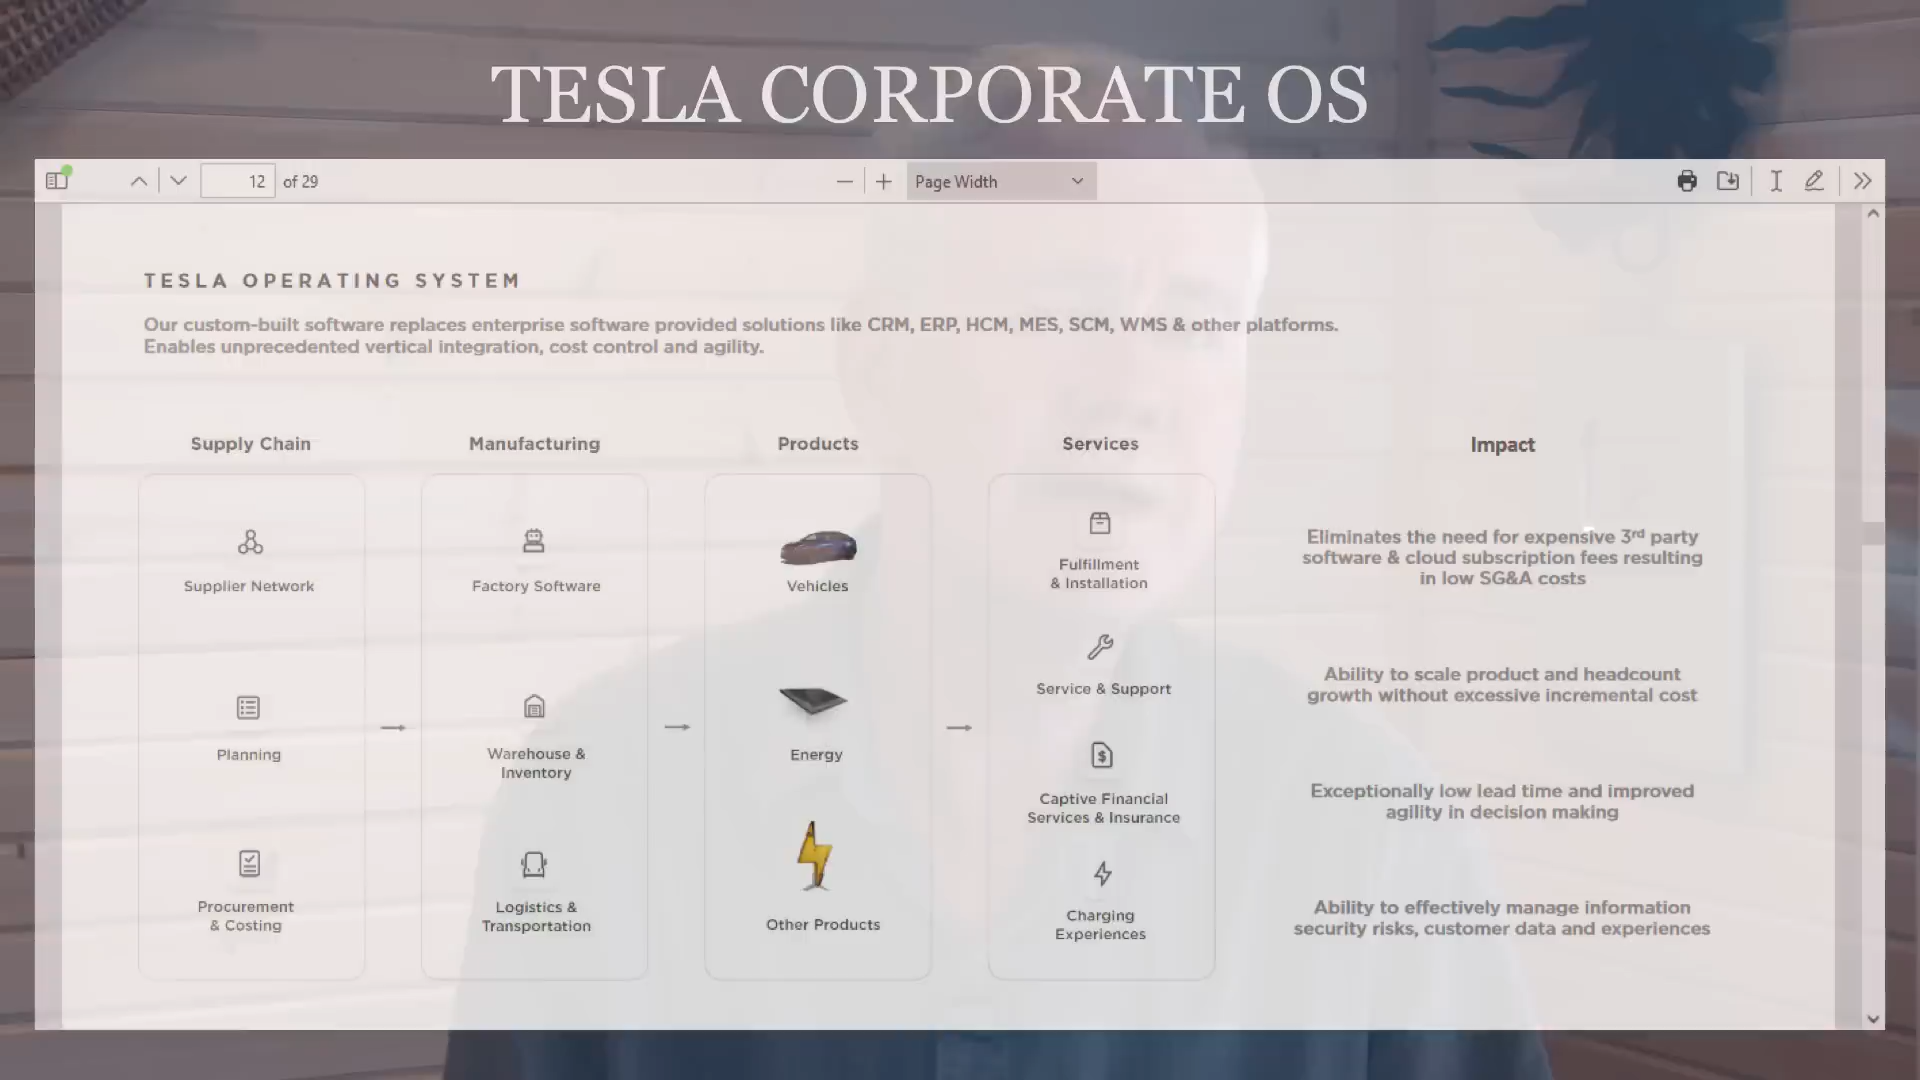 TESLA CORPORATE OS
12 of 29
Page Width
TESLA OPERATING SYSTEM
Our custom-built software replaces enterprise software provided solutions like CRM, ERP, HCM, MES, SCM, WMS & other platforms.
Enables unprecedented vertical integration, cost control and agility.
Supply Chain
Supplier Network
Planning
Procurement
& Costing
Manufacturing
Factory Software
Warehouse &
Inventory
Logistics &
Transportation
Products
Vehicles
Energy
Other Products
Services
Fulfillment
& Installation
Service & Support
$
Captive Financial
Services & Insurance
Charging
Experiences
Impact
Eliminates the need for expensive 3rd party
software & cloud subscription fees resulting
in low SG&A costs
Ability to scale product and headcount
growth without excessive incremental cost
Exceptionally low lead time and improved
agility in decision making
Ability to effectively manage information
security risks, customer data and experiences